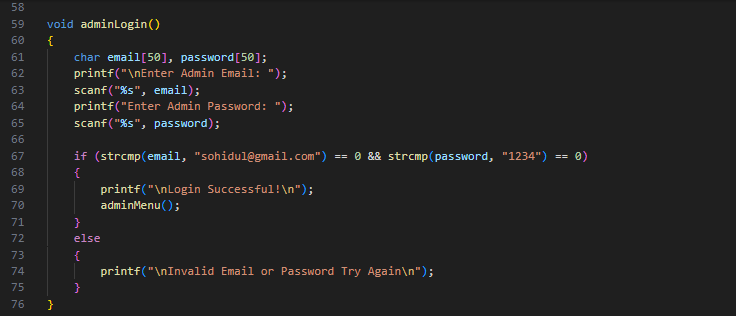 58
59 void adminLogin()
60 {
61     char email[50], password[50];
62     printf("\nEnter Admin Email: ");
63     scanf("%s", email);
64     printf("Enter Admin Password: ");
65     scanf("%s", password);
66
67     if (strcmp(email, "sohidul@gmail.com") == 0 && strcmp(password, "1234") == 0)
68     {
69         printf("\nLogin Successful!\n");
70         adminMenu();
71     }
72     else
73     {
74         printf("\nInvalid Email or Password Try Again\n");
75     }
76 }